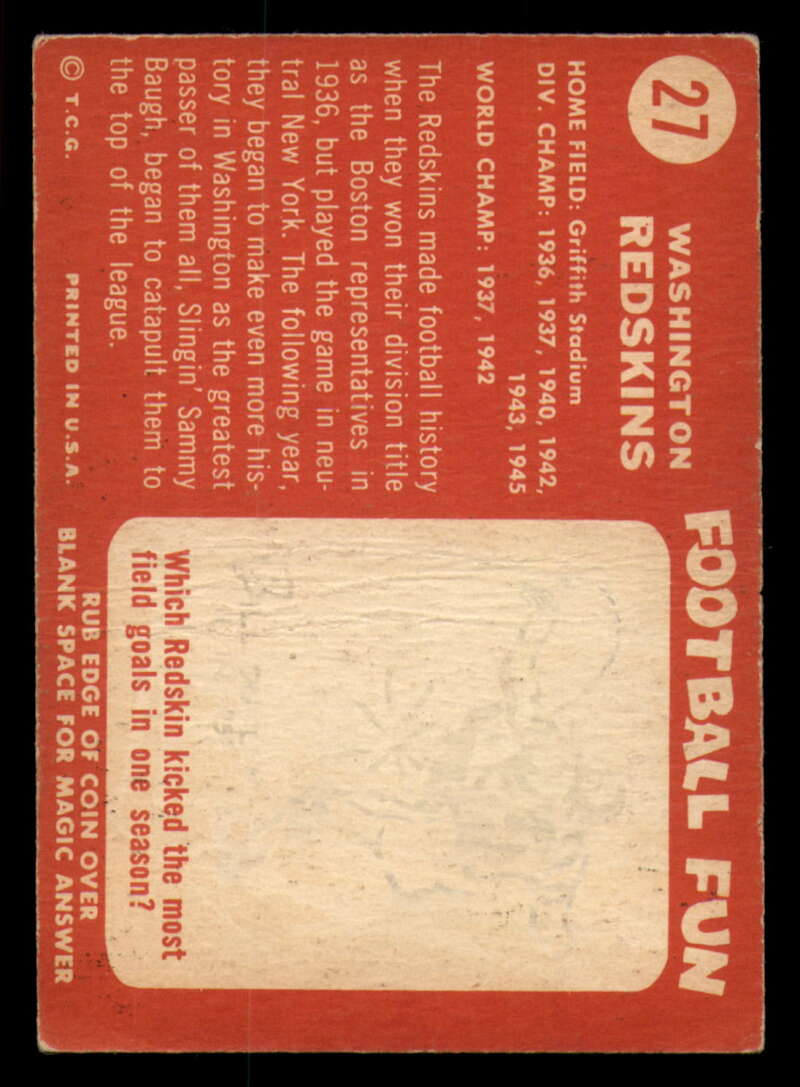 27
WASHINGTON
REDSKINS
HOME FIELD: Griffith Stadium
DIV. CHAMP: 1936, 1937, 1940, 1942,
1943, 1945
WORLD CHAMP: 1937, 1942
The Redskins made football history
when they won their division title
as the Boston representatives in
1936, but played the game in neu-
tral New York. The following year,
they began to make even more his-
tory in Washington as the greatest
passer of them all, Slingin' Sammy
Baugh, began to catapult them to
the top of the league.
© T.C.G.
PRINTED IN U.S.A.
FOOTBALL FUN
Which Redskin kicked the most
field goals in one season?
RUB EDGE OF COIN OVER
BLANK SPACE FOR MAGIC ANSWER